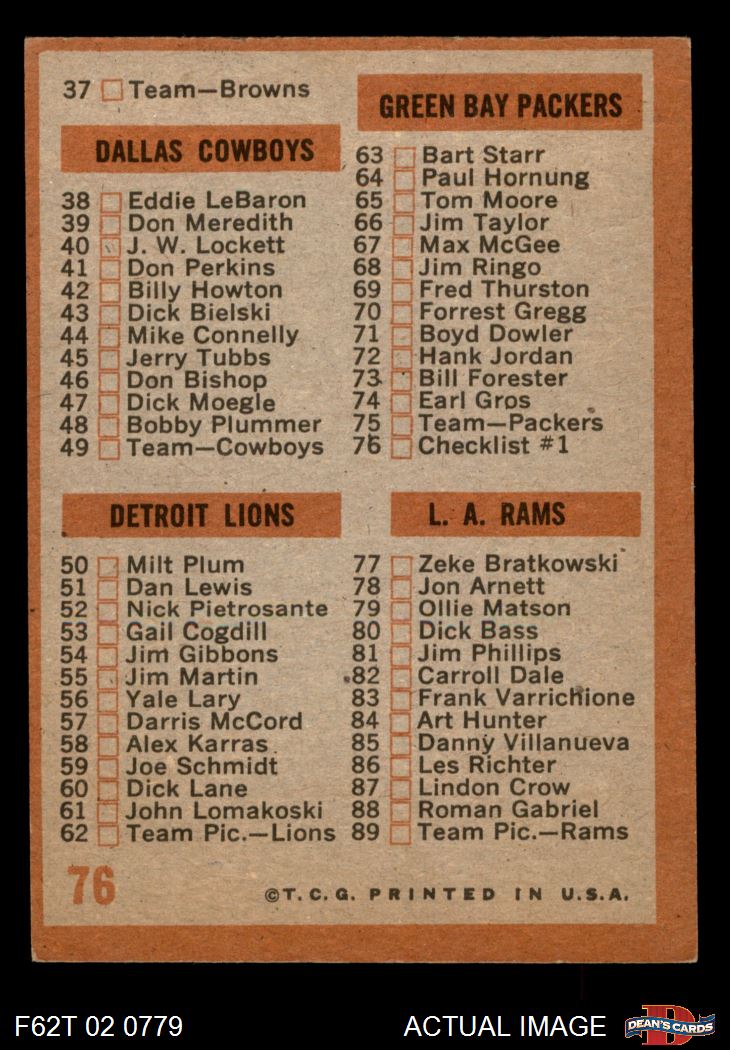 37 Team—Browns
DALLAS COWBOYS
38 Eddie LeBaron
39 Don Meredith
40 J. W. Lockett
41 Don Perkins
42 Billy Howton
43 Dick Bielski
44 Mike Connelly
45 Jerry Tubbs
46 Don Bishop
47 Dick Moegle
48 Bobby Plummer
49 Team—Cowboys
DETROIT LIONS
50 Milt Plum
51 Dan Lewis
52 Nick Pietrosante
53 Gail Cogdill
54 Jim Gibbons
55 Jim Martin
56 Yale Lary
57 Darris McCord
58 Alex Karras
59 Joe Schmidt
60 Dick Lane
61 John Lomakoski
62 Team Pic.—Lions
GREEN BAY PACKERS
63 Bart Starr
64 Paul Hornung
65 Tom Moore
66 Jim Taylor
67 Max McGee
68 Jim Ringo
69 Fred Thurston
70 Forrest Gregg
71 Boyd Dowler
72 Hank Jordan
73 Bill Forester
74 Earl Gros
75 Team—Packers
76 Checklist #1
L. A. RAMS
77 Zeke Bratkowski
78 Jon Arnett
79 Ollie Matson
80 Dick Bass
81 Jim Phillips
82 Carroll Dale
83 Frank Varrichione
84 Art Hunter
85 Danny Villanueva
86 Les Richter
87 Lindon Crow
88 Roman Gabriel
89 Team Pic.—Rams
76
©T.C.G. PRINTED IN U.S.A.
F62T 02 0779
ACTUAL IMAGE
D
DEAN'S CARDS